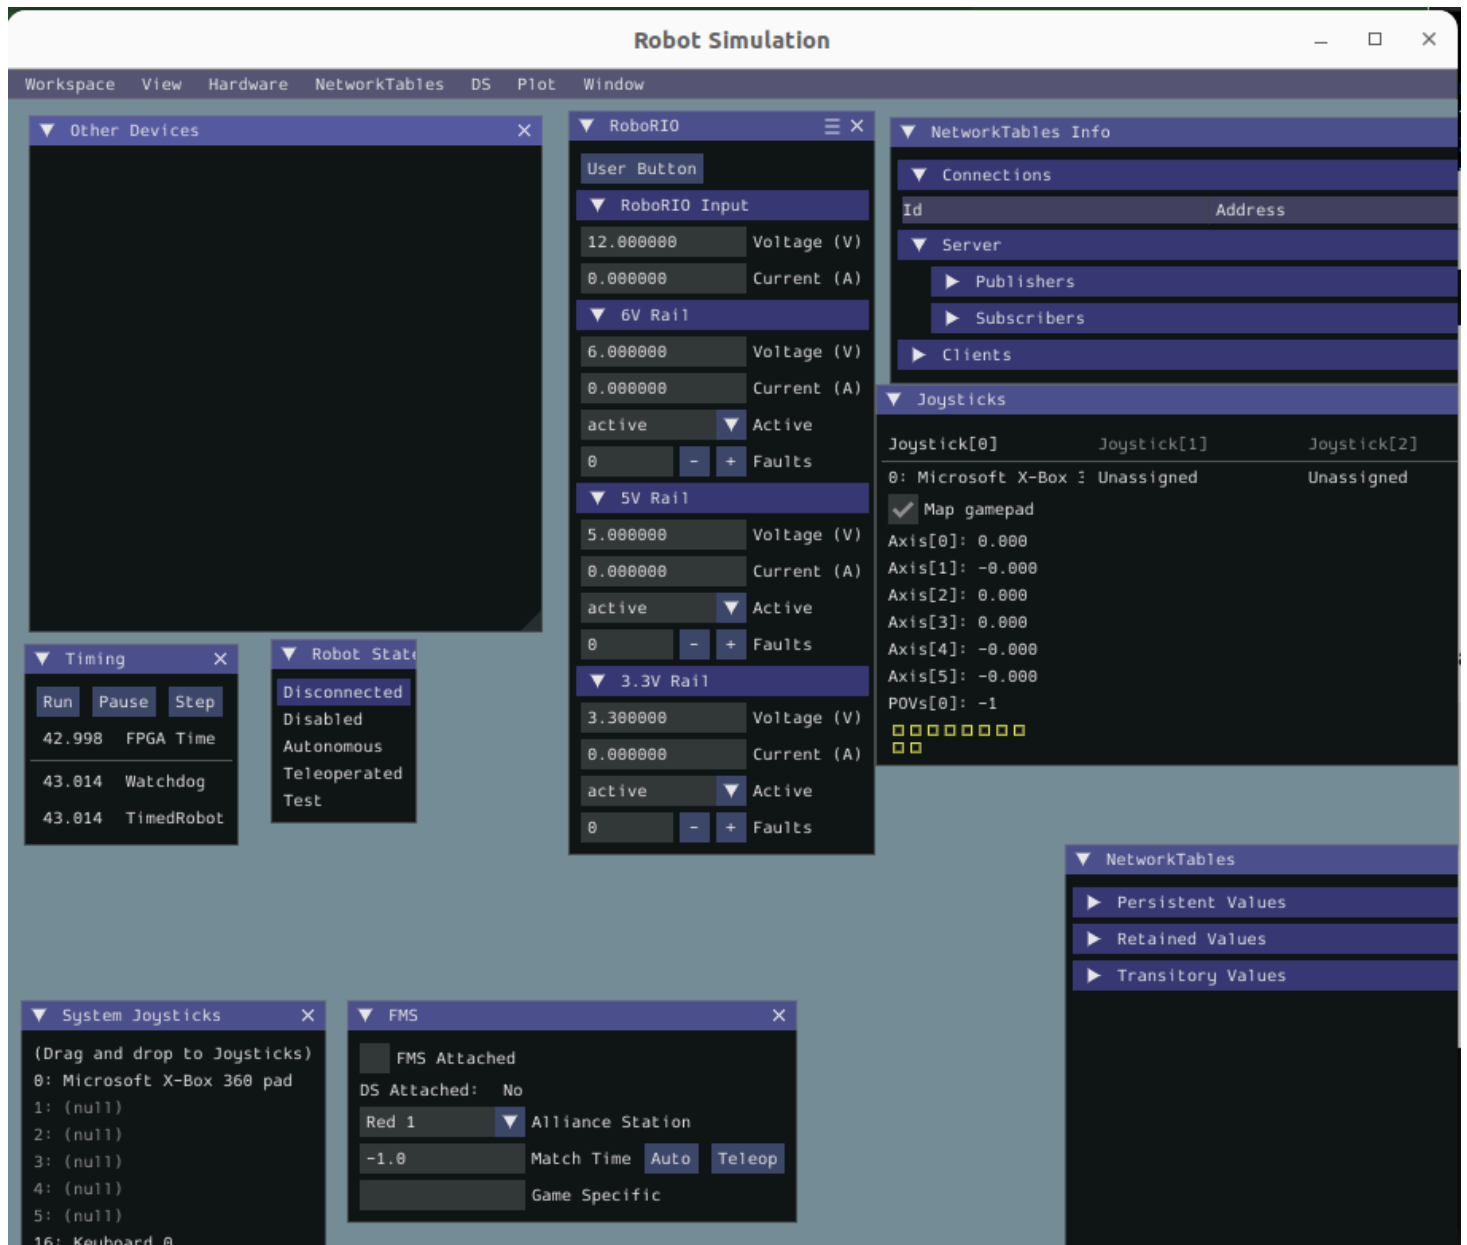 Robot Simulation
Workspace View Hardware NetworkTables DS Plot Window
Other Devices
RoboRIO
User Button
RoboRIO Input
12.000000 Voltage (V)
0.000000 Current (A)
6V Rail
6.000000 Voltage (V)
0.000000 Current (A)
active Active
0 - + Faults
5V Rail
5.000000 Voltage (V)
0.000000 Current (A)
active Active
0 - + Faults
3.3V Rail
3.300000 Voltage (V)
0.000000 Current (A)
active Active
0 - + Faults
NetworkTables Info
Connections
Id Address
Server
Publishers
Subscribers
Clients
Joysticks
Joystick[0] Joystick[1] Joystick[2]
0: Microsoft X-Box Unassigned Unassigned
Map gamepad
Axis[0]: 0.000
Axis[1]: -0.000
Axis[2]: 0.000
Axis[3]: 0.000
Axis[4]: -0.000
Axis[5]: -0.000
POVs[0]: -1
Timing
Run Pause Step
42.998 FPGA Time
43.014 Watchdog
43.014 TimedRobot
Robot State
Disconnected
Disabled
Autonomous
Teleoperated
Test
NetworkTables
Persistent Values
Retained Values
Transitory Values
System Joysticks
(Drag and drop to Joysticks)
0: Microsoft X-Box 360 pad
1: (null)
2: (null)
3: (null)
4: (null)
5: (null)
16: Keyboard 0
FMS
FMS Attached
DS Attached: No
Red 1 Alliance Station
-1.0 Match Time Auto Teleop
Game Specific